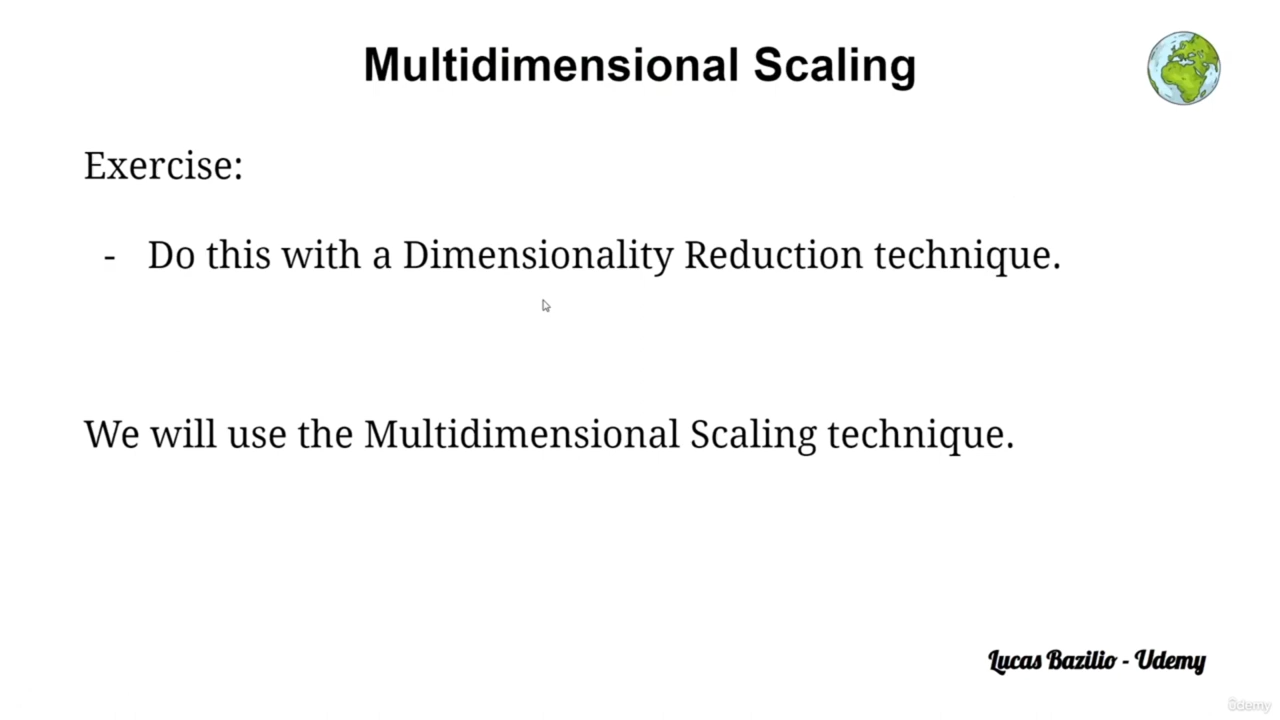 Multidimensional Scaling
Exercise:
- Do this with a Dimensionality Reduction technique.
We will use the Multidimensional Scaling technique.
Lucas Bazilio - Udemy
ûdemy